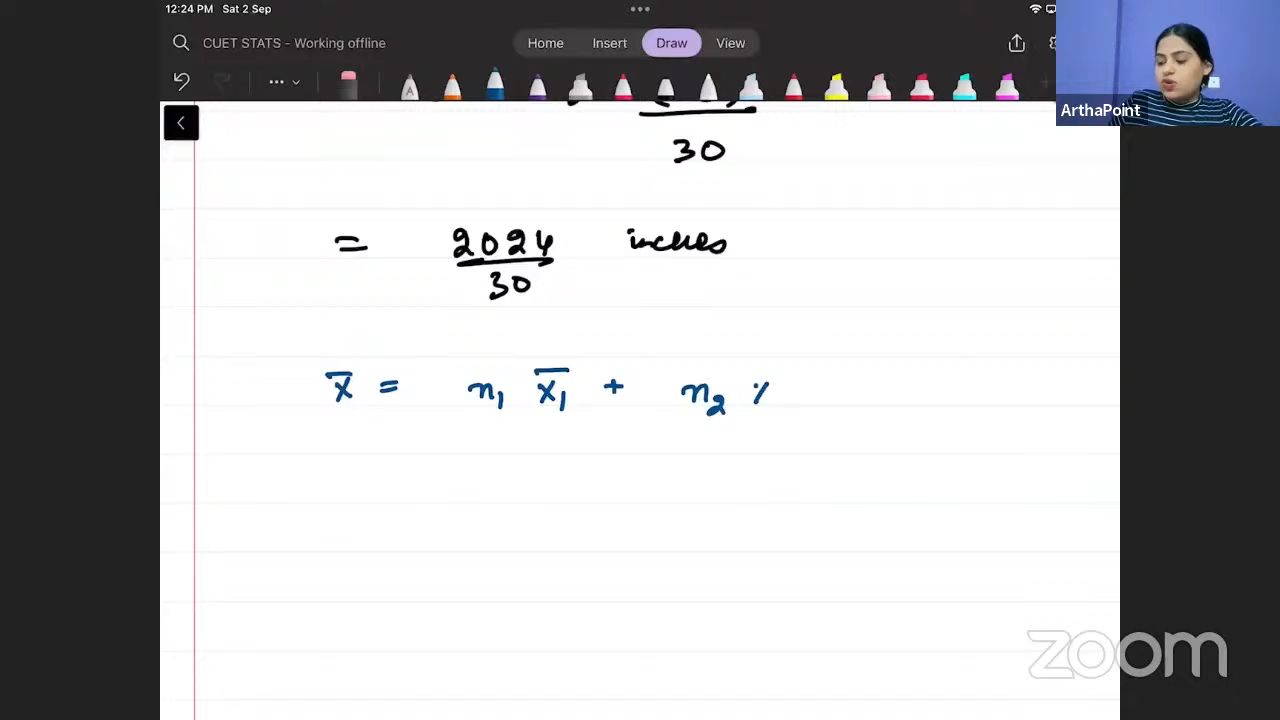 12:24 PM Sat 2 Sep
CUET STATS - Working offline
Home Insert Draw View
A
ArthaPoint
30
= 2024 inches
30
x̄ = n₁ x̄₁ + n₂
zoom